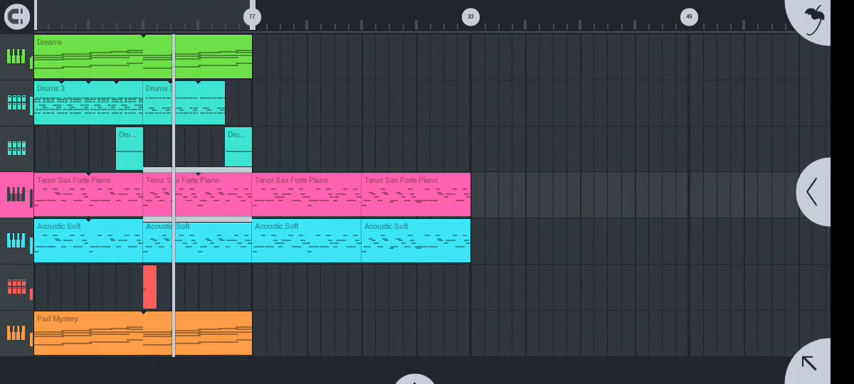 17
33
49
Dreams
Drums 3
Drums 3
Dru...
Dru...
Tenor Sax Forte Piano
Tenor Sax Forte Piano
Tenor Sax Forte Piano
Tenor Sax Forte Piano
Acoustic Soft
Acoustic Soft
Acoustic Soft
Acoustic Soft
Pad Mystery